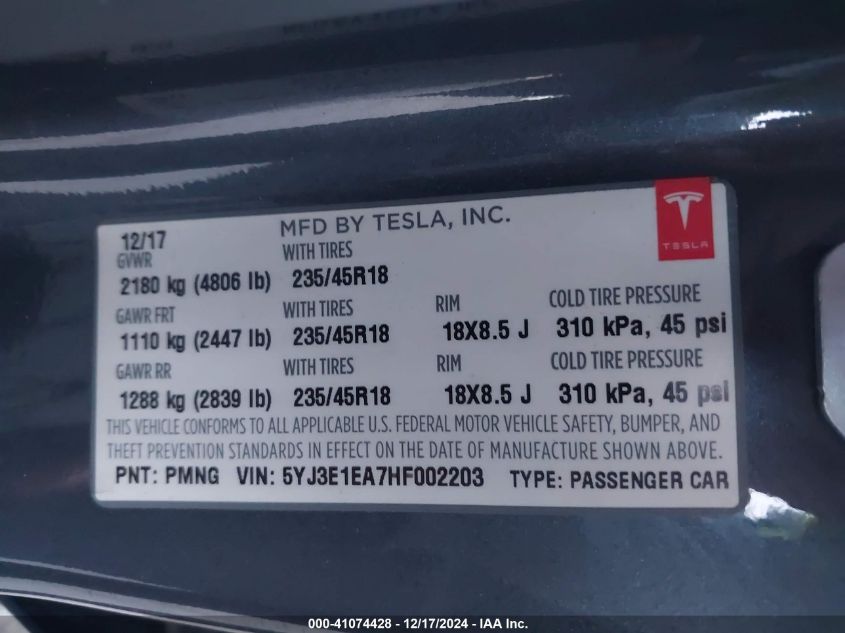 MFD BY TESLA, INC.
TESLA
12/17
GVWR WITH TIRES
2180 kg (4806 lb) 235/45R18
GAWR FRT WITH TIRES RIM COLD TIRE PRESSURE
1110 kg (2447 lb) 235/45R18 18X8.5 J 310 kPa, 45 psi
GAWR RR WITH TIRES RIM COLD TIRE PRESSURE
1288 kg (2839 lb) 235/45R18 18X8.5 J 310 kPa, 45 psi
THIS VEHICLE CONFORMS TO ALL APPLICABLE U.S. FEDERAL MOTOR VEHICLE SAFETY, BUMPER, AND
THEFT PREVENTION STANDARDS IN EFFECT ON THE DATE OF MANUFACTURE SHOWN ABOVE.
PNT: PMNG VIN: 5YJ3E1EA7HF002203 TYPE: PASSENGER CAR
000-41074428 - 12/17/2024 - IAA Inc.